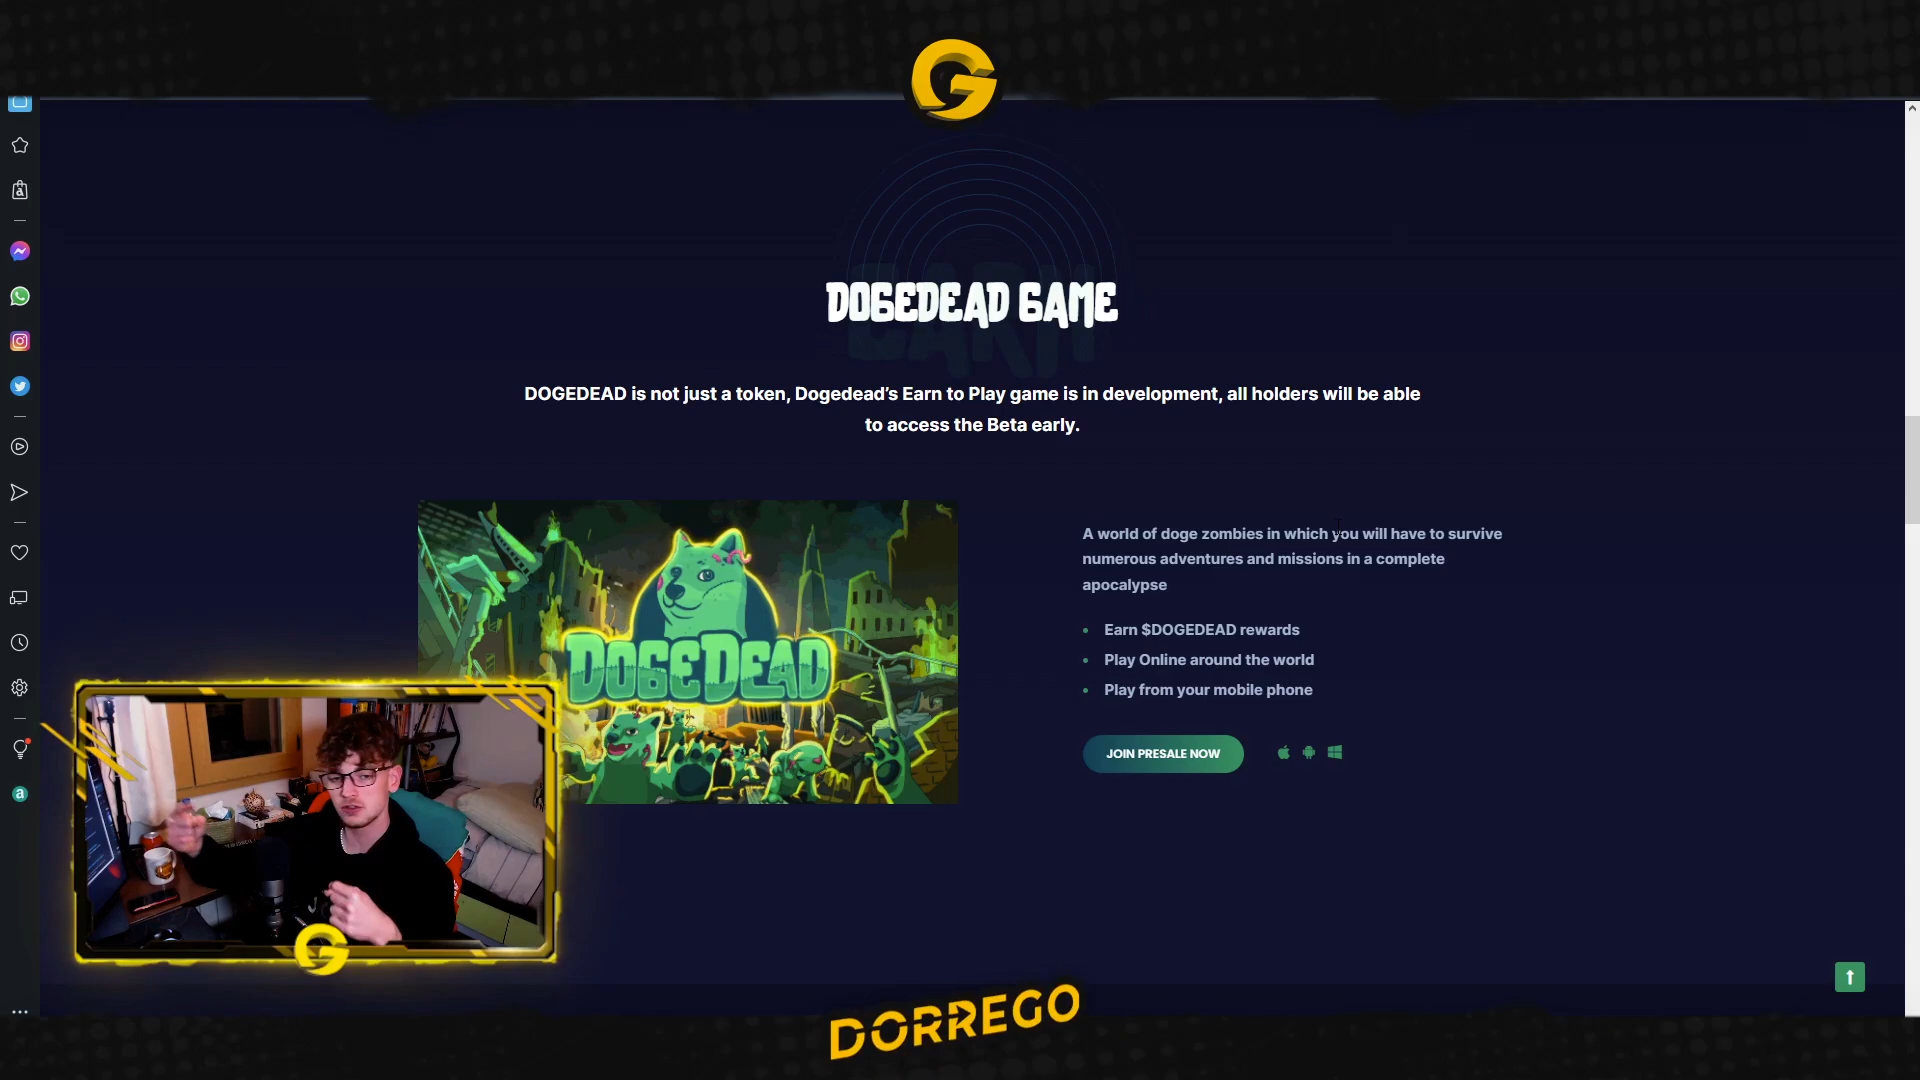 G
EARN
DOGEDEAD GAME
DOGEDEAD is not just a token, Dogedead’s Earn to Play game is in development, all holders will be able
to access the Beta early.
A world of doge zombies in which you will have to survive
numerous adventures and missions in a complete
apocalypse
Earn $DOGEDEAD rewards
Play Online around the world
Play from your mobile phone
JOIN PRESALE NOW
DOGEDEAD
G
DORREGO